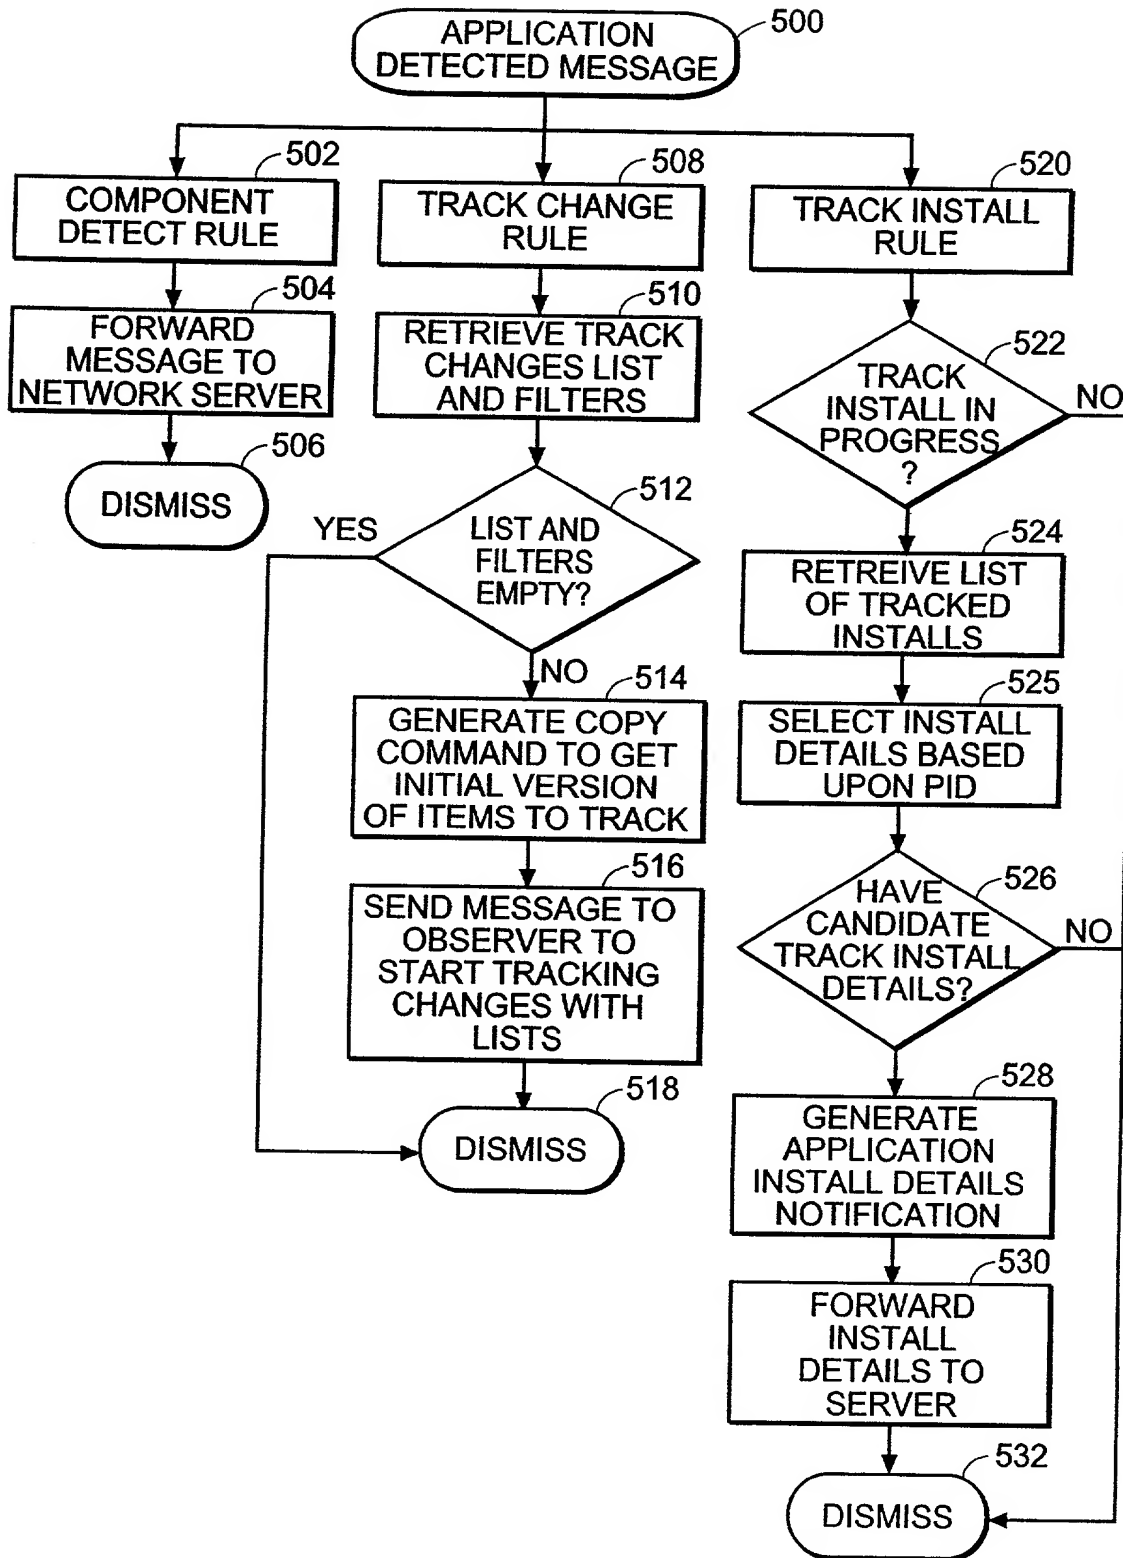 APPLICATION
DETECTED MESSAGE
500
502
COMPONENT
DETECT RULE
504
FORWARD
MESSAGE TO
NETWORK SERVER
506
DISMISS
508
TRACK CHANGE
RULE
510
RETRIEVE TRACK
CHANGES LIST
AND FILTERS
512
YES
LIST AND
FILTERS
EMPTY?
NO
514
GENERATE COPY
COMMAND TO GET
INITIAL VERSION
OF ITEMS TO TRACK
516
SEND MESSAGE TO
OBSERVER TO
START TRACKING
CHANGES WITH
LISTS
518
DISMISS
520
TRACK INSTALL
RULE
522
TRACK
INSTALL IN
PROGRESS
?
NO
524
RETREIVE LIST
OF TRACKED
INSTALLS
525
SELECT INSTALL
DETAILS BASED
UPON PID
526
HAVE
CANDIDATE
TRACK INSTALL
DETAILS?
NO
528
GENERATE
APPLICATION
INSTALL DETAILS
NOTIFICATION
530
FORWARD
INSTALL
DETAILS TO
SERVER
532
DISMISS